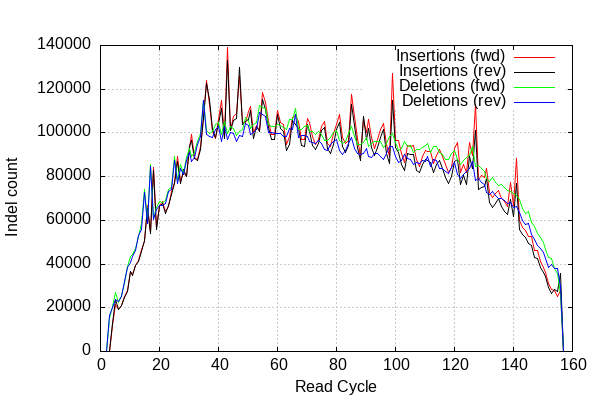 140000
120000
100000
80000
60000
40000
20000
0
Indel count
Insertions (fwd)
Insertions (rev)
Deletions (fwd)
Deletions (rev)
0 20 40 60 80 100 120 140 160
Read Cycle